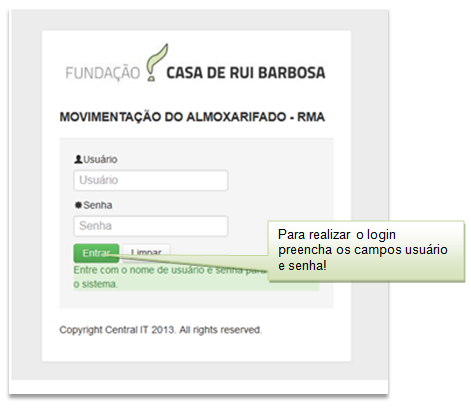 FUNDAÇÃO CASA DE RUI BARBOSA
MOVIMENTAÇÃO DO ALMOXARIFADO - RMA
Usuário
Usuário
Senha
Senha
Entrar Limpar
Entre com o nome de usuário e senha para
o sistema.
Para realizar o login
preencha os campos usuário
e senha!
Copyright Central IT 2013. All rights reserved.